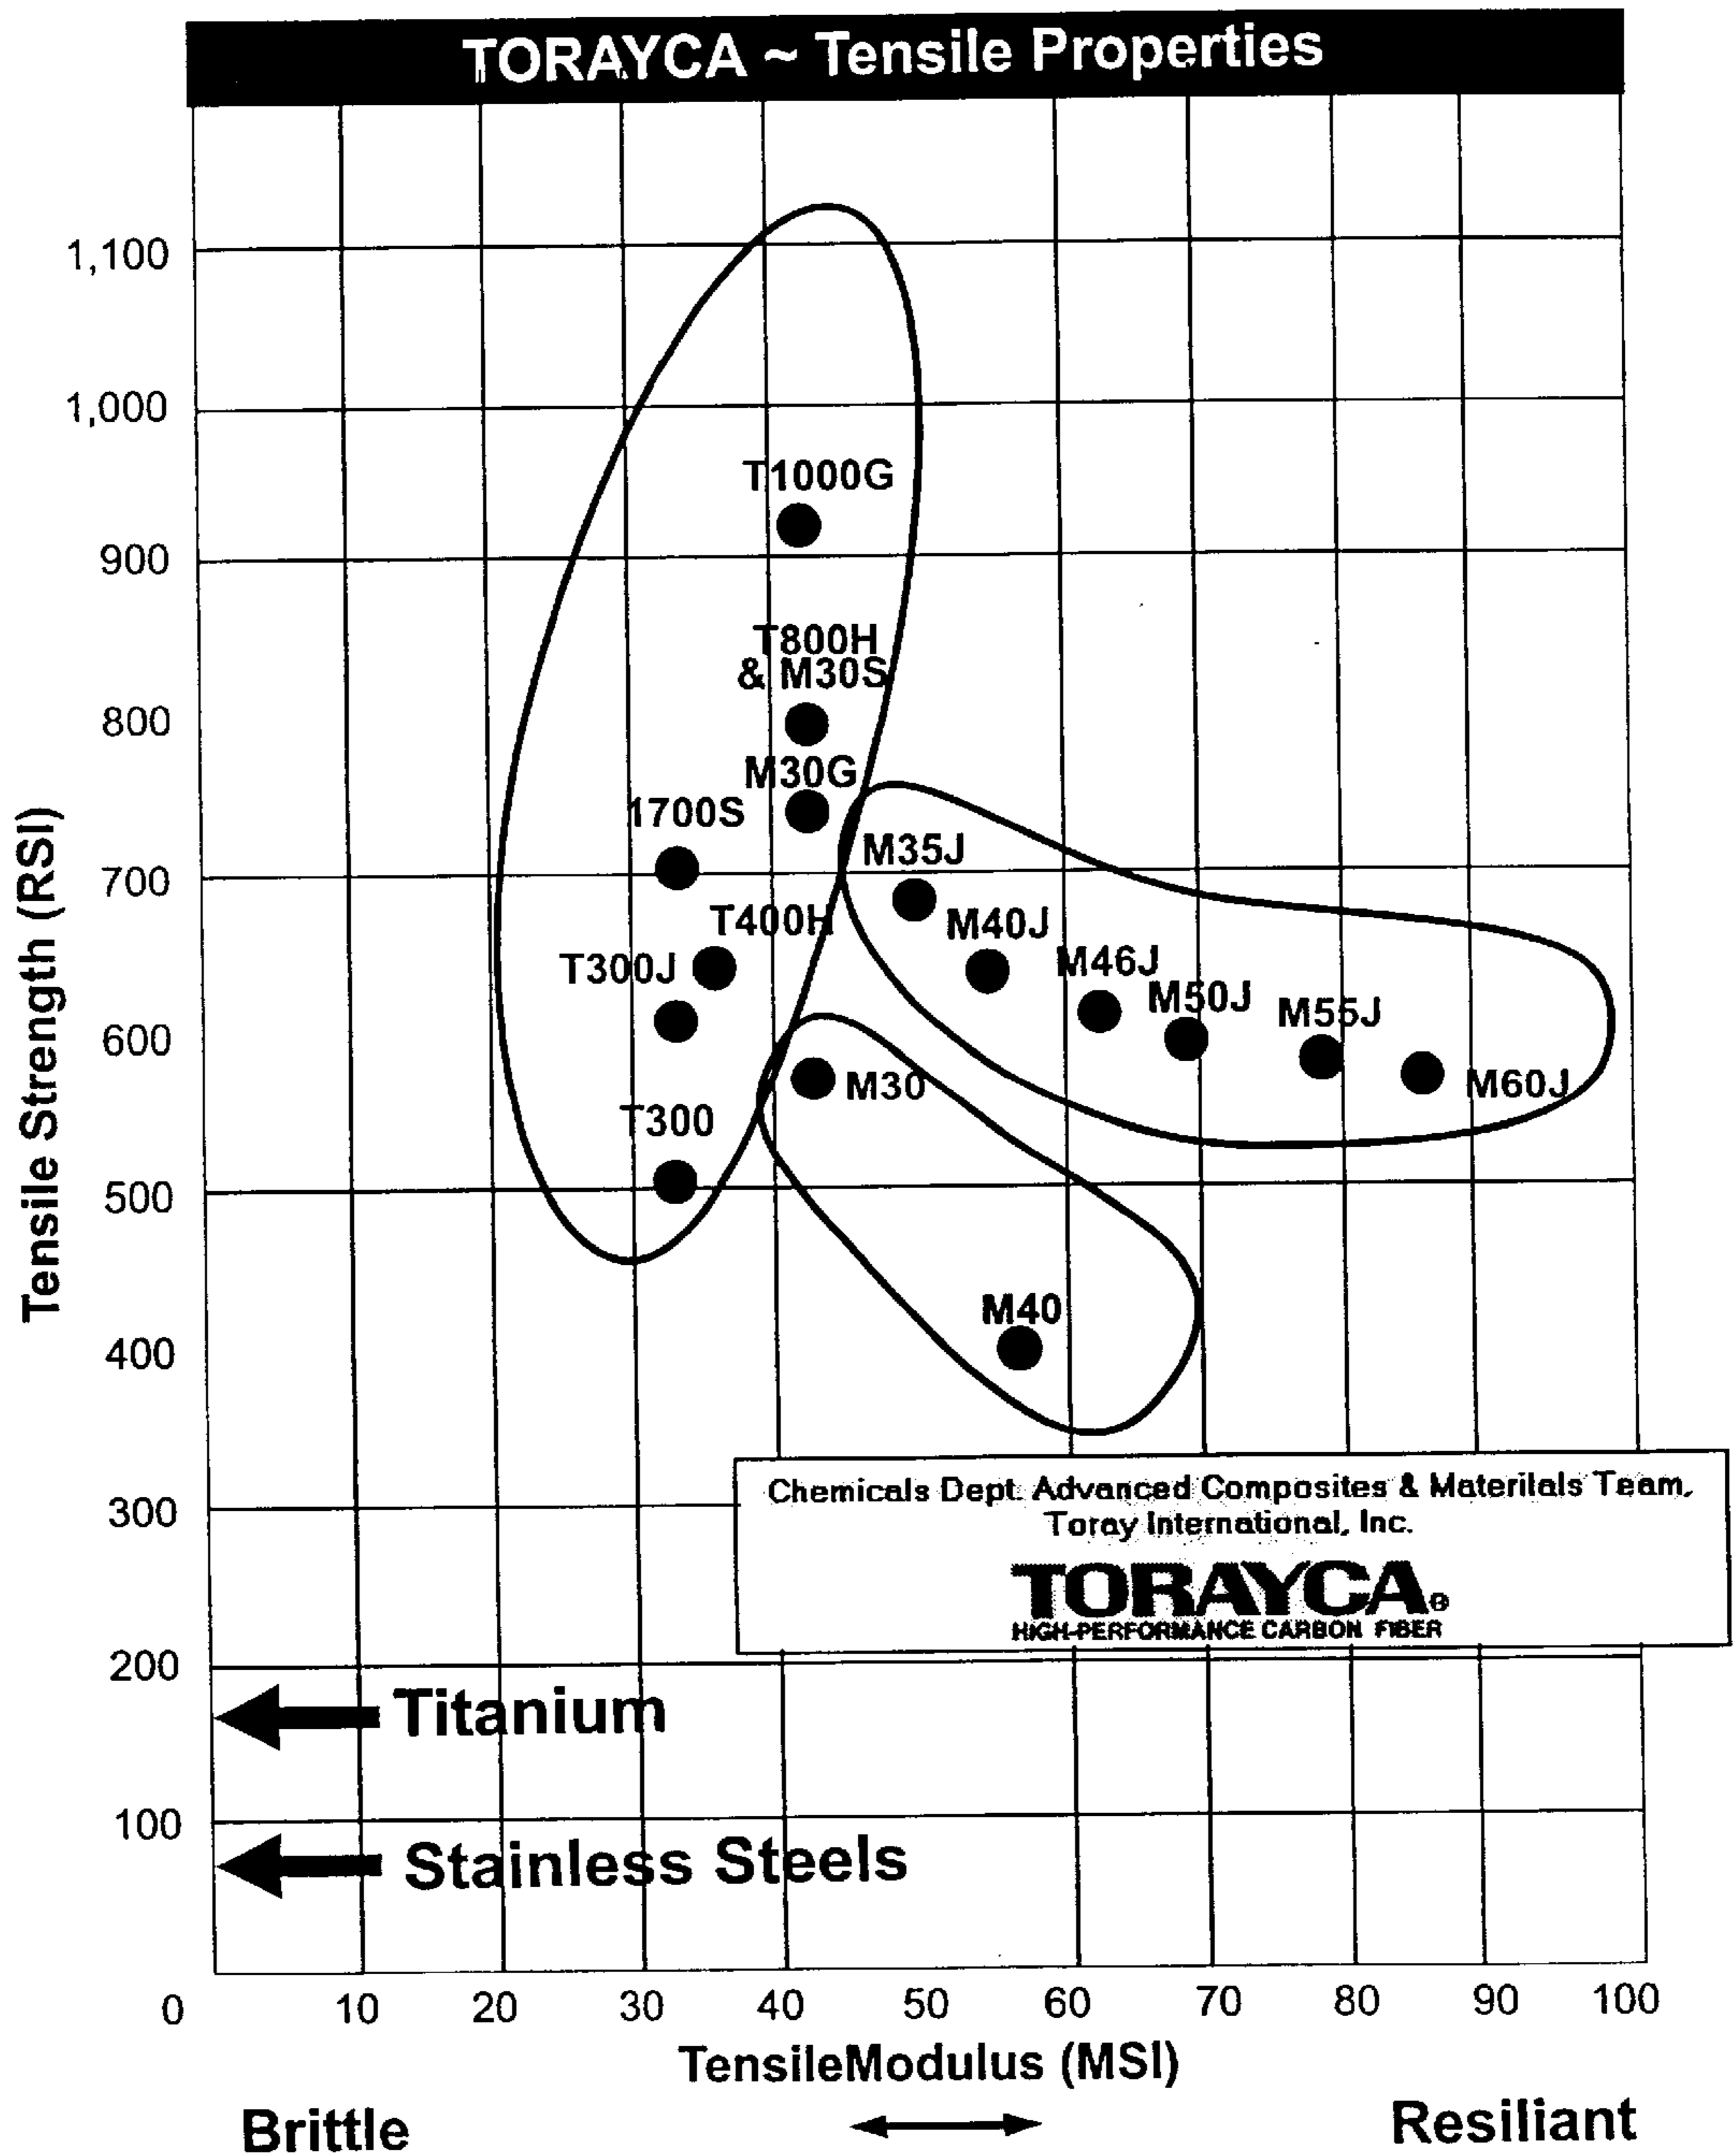 TORAYCA ~ Tensile Properties
1,100
1,000
900
800
700
600
500
400
300
200
100
Tensile Strength (RSI)
T1000G
T800H
& M30S
M30G
1700S
M35J
T400H
M40J
T300J
M46J
M50J
M55J
M60J
M30
T300
M40
Chemicals Dept. Advanced Composites & Materilals Team,
Toray International, Inc.
TORAYCA®
HIGH-PERFORMANCE CARBON FIBER
Titanium
Stainless Steels
0 10 20 30 40 50 60 70 80 90 100
TensileModulus (MSI)
Brittle Resiliant